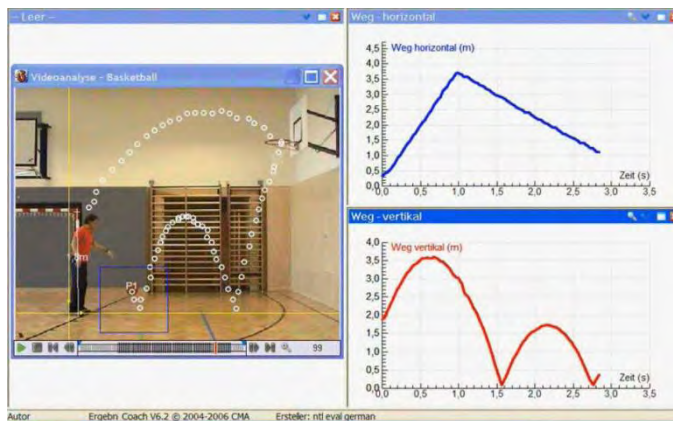 -- Leer --
Videoanalyse - Basketball
P1
99
Weg - horizontal
Weg horizontal (m)
4,5
4,0
3,5
3,0
2,5
2,0
1,5
1,0
0,5
0,0
Zeit (s)
0,0 0,5 1,0 1,5 2,0 2,5 3,0 3,5
Weg - vertikal
Weg vertikal (m)
4,0
3,5
3,0
2,5
2,0
1,5
1,0
0,5
0,0
Zeit (s)
0,0 0,5 1,0 1,5 2,0 2,5 3,0 3,5
Autor Ergebn Coach V6.2 © 2004-2006 CMA Ersteller: ntl eval german